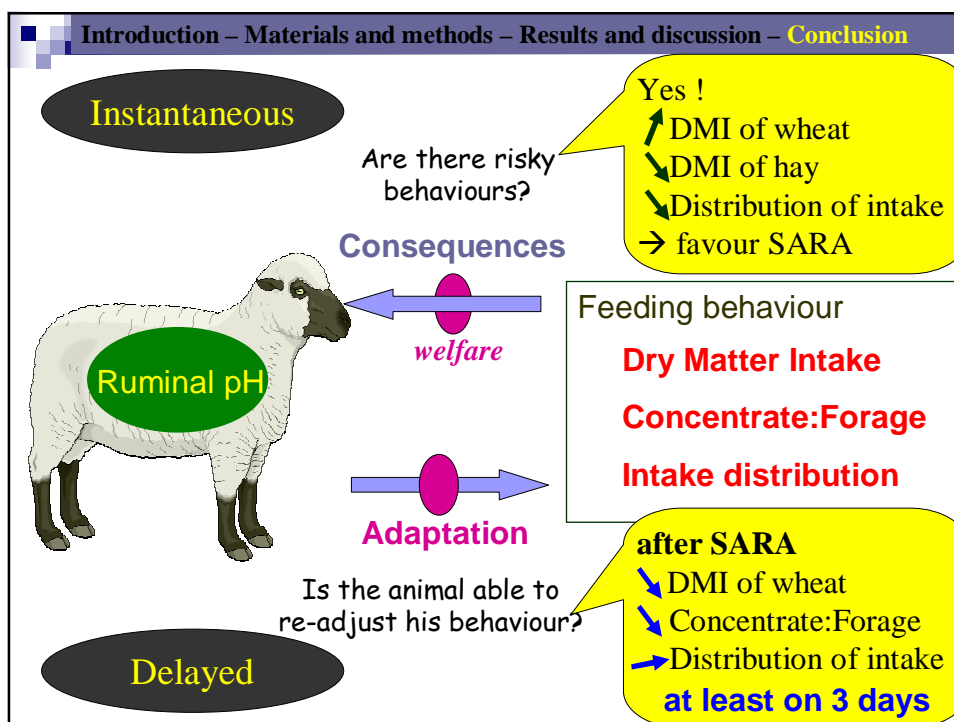 Introduction – Materials and methods – Results and discussion – Conclusion
Instantaneous
Yes !
DMI of wheat
DMI of hay
Distribution of intake
→ favour SARA
Are there risky
behaviours?
Consequences
welfare
Ruminal pH
Feeding behaviour
Dry Matter Intake
Concentrate:Forage
Intake distribution
Adaptation
Is the animal able to
re-adjust his behaviour?
after SARA
DMI of wheat
Concentrate:Forage
Distribution of intake
at least on 3 days
Delayed